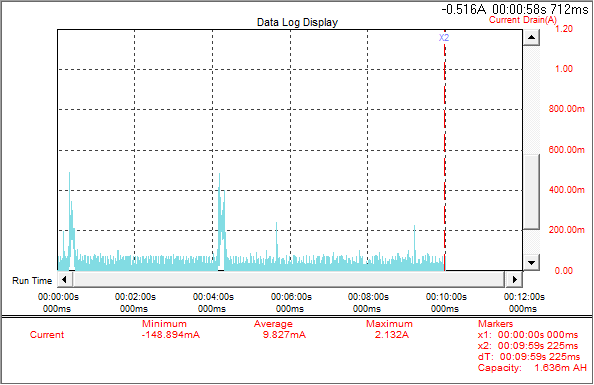 -0.516A 00:00:58s 712ms
Data Log Display
Current Drain(A)
X2
1.20
1.00
800.00m
600.00m
400.00m
200.00m
0.00
Run Time
00:00:00s 00:02:00s 00:04:00s 00:06:00s 00:08:00s 00:10:00s 00:12:00s
000ms 000ms 000ms 000ms 000ms 000ms 000ms
Minimum Average Maximum Markers
Current -148.894mA 9.827mA 2.132A x1: 00:00:00s 000ms
x2: 00:09:59s 225ms
dT: 00:09:59s 225ms
Capacity: 1.636m AH